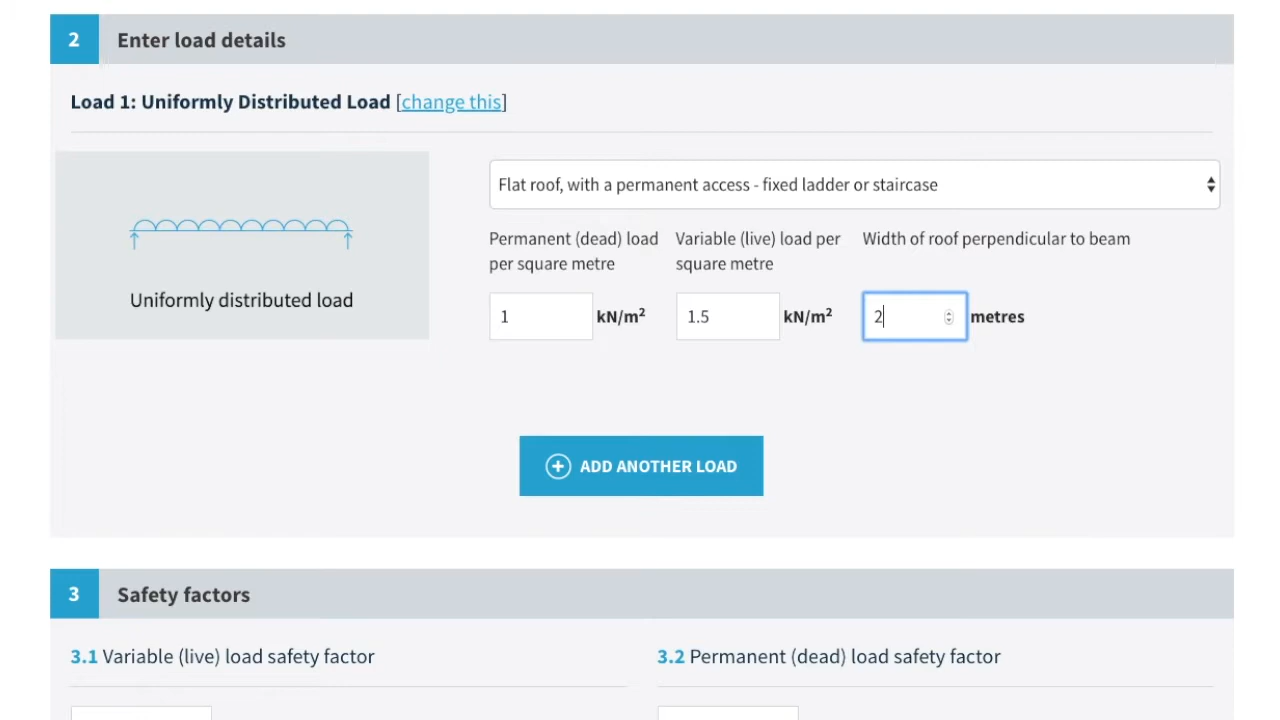 2 Enter load details
Load 1: Uniformly Distributed Load [change this]
Flat roof, with a permanent access - fixed ladder or staircase
Permanent (dead) load per square metre
Variable (live) load per square metre
Width of roof perpendicular to beam
1 kN/m²
1.5 kN/m²
2 metres
Uniformly distributed load
ADD ANOTHER LOAD
3 Safety factors
3.1 Variable (live) load safety factor
3.2 Permanent (dead) load safety factor